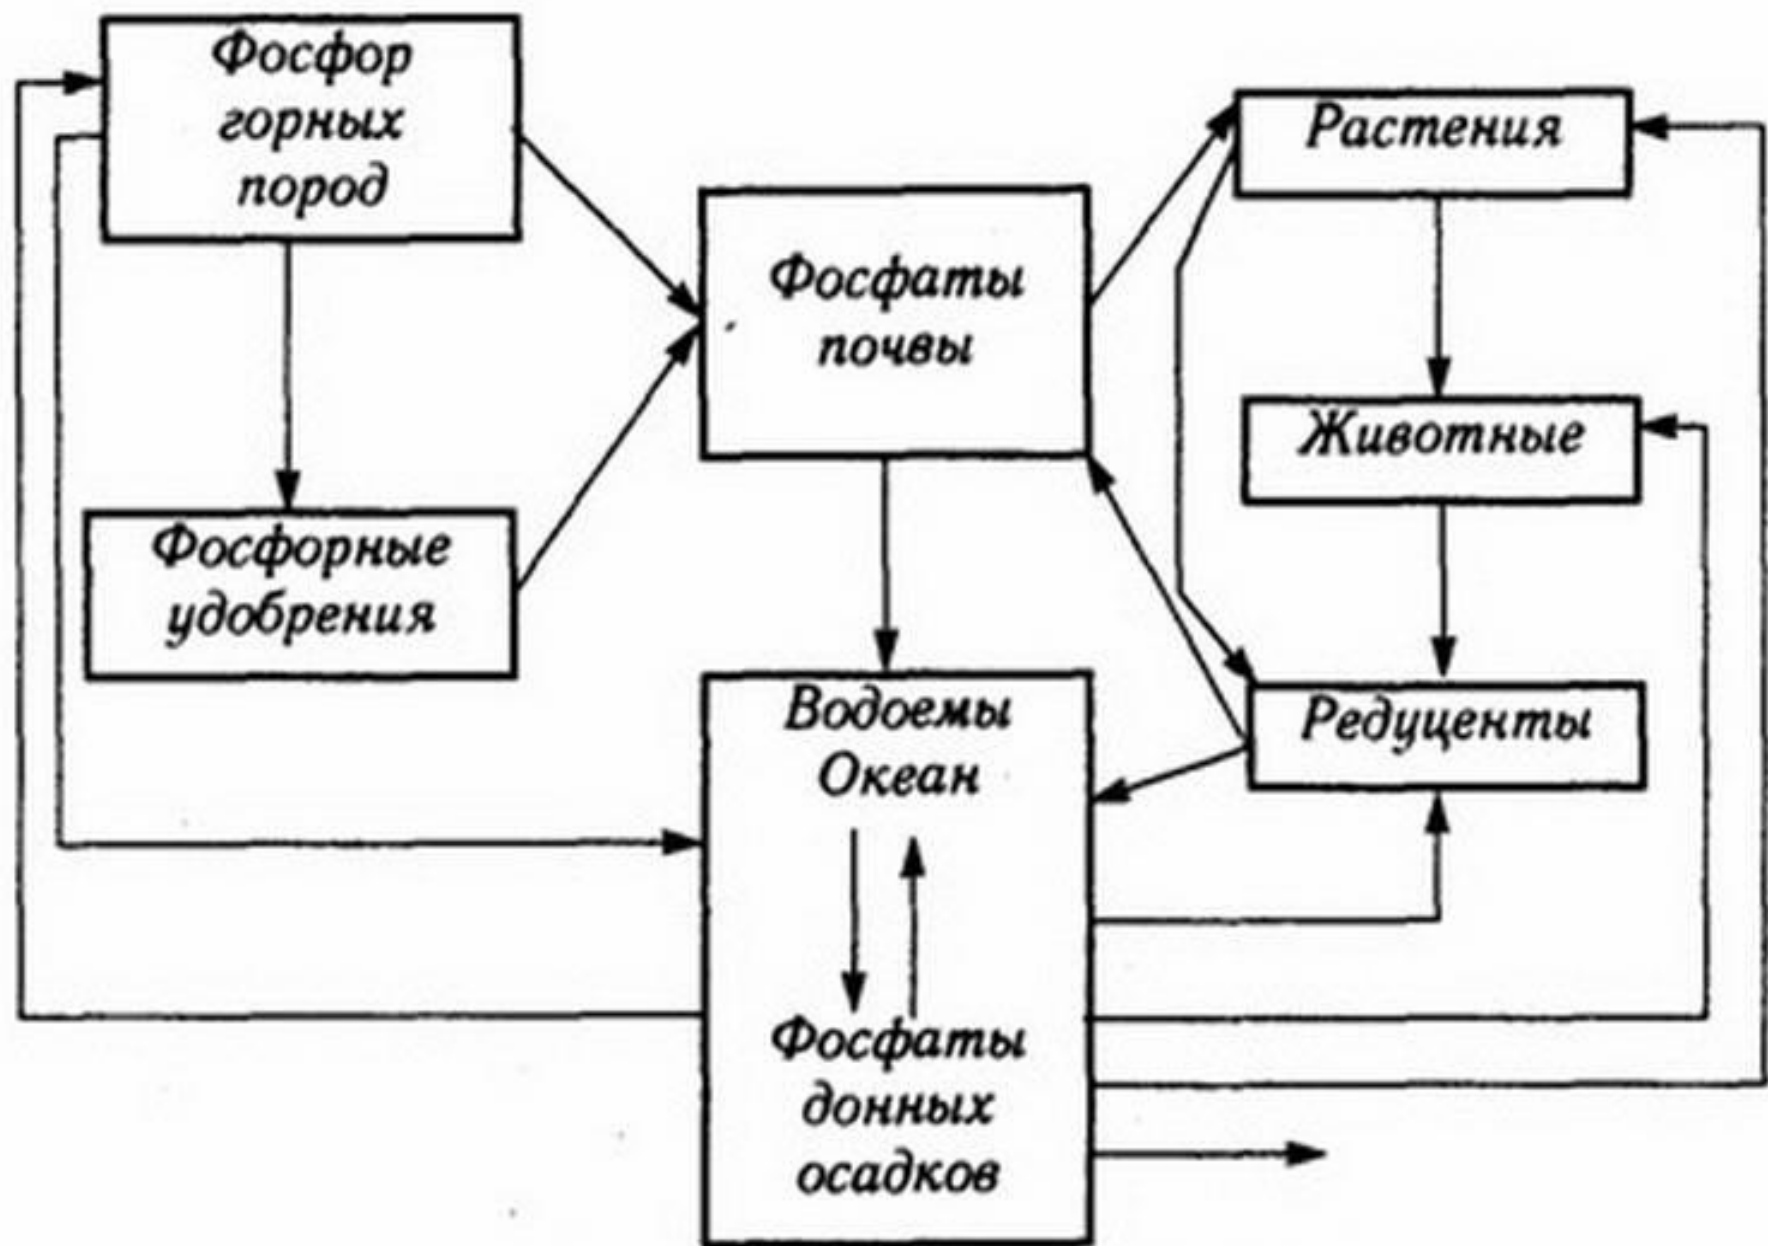 Фосфор
горных
пород
Растения
Фосфаты
почвы
Животные
Фосфорные
удобрения
Водоемы
Океан
Редуценты
Фосфаты
донных
осадков